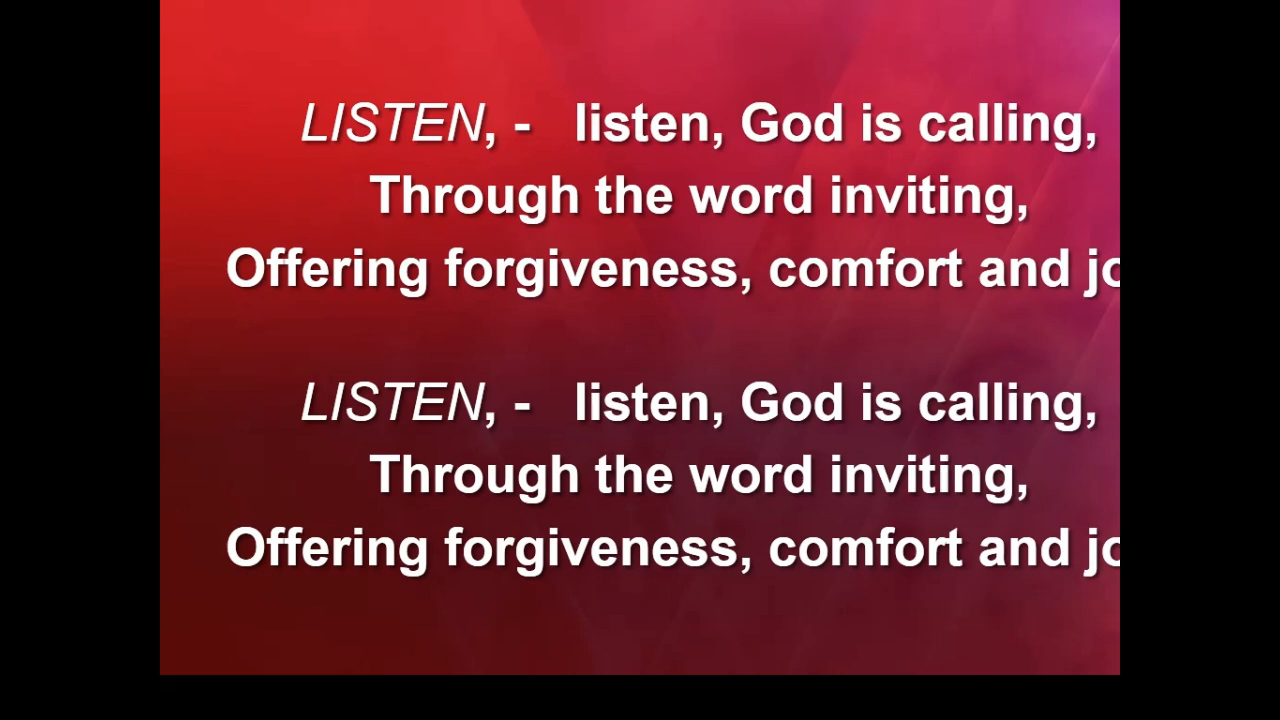 LISTEN, - listen, God is calling,
Through the word inviting,
Offering forgiveness, comfort and
LISTEN, - listen, God is calling,
Through the word inviting,
Offering forgiveness, comfort and